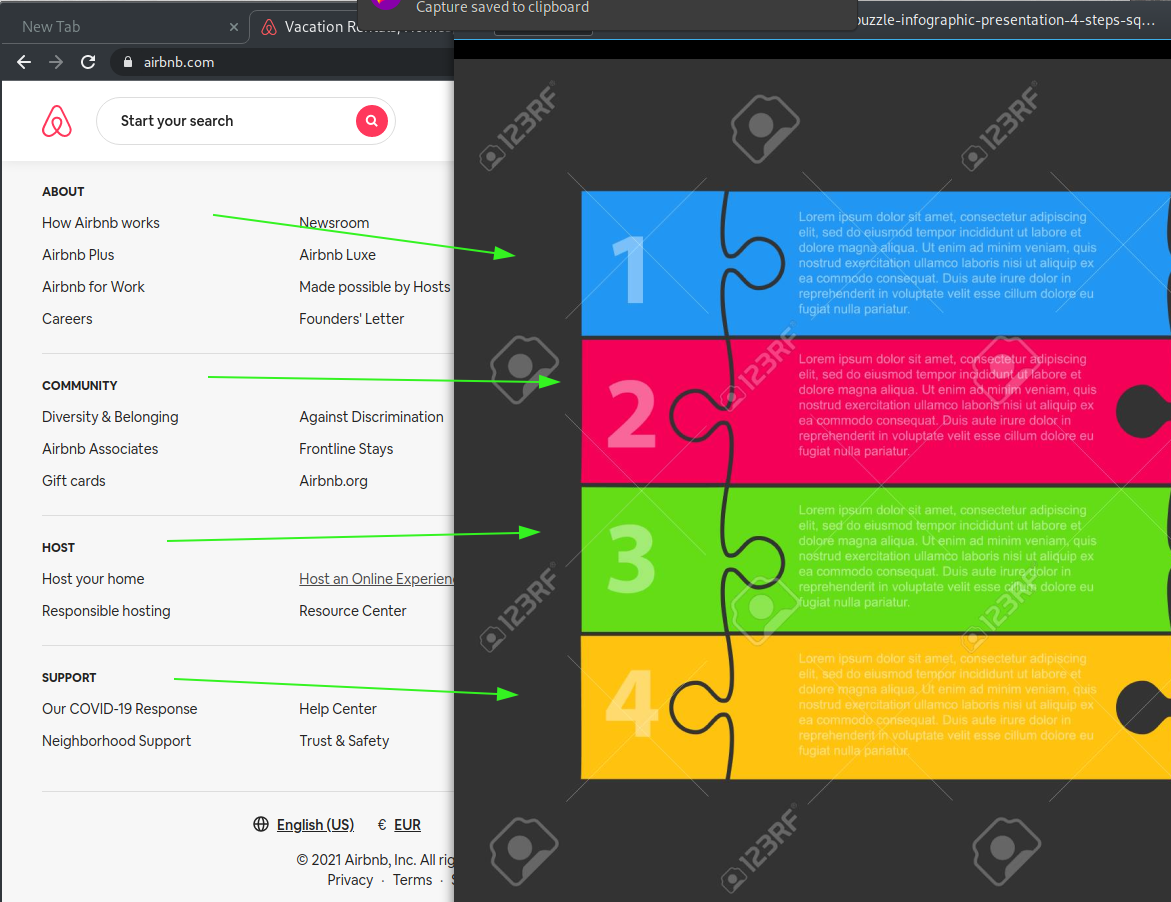 Capture saved to clipboard
New Tab
Vacation Rentals, Homes
puzzle-infographic-presentation-4-steps-sq...
airbnb.com
Start your search
ABOUT
How Airbnb works Newsroom
Airbnb Plus Airbnb Luxe
Airbnb for Work Made possible by Hosts
Careers Founders' Letter
COMMUNITY
Diversity & Belonging Against Discrimination
Airbnb Associates Frontline Stays
Gift cards Airbnb.org
HOST
Host your home Host an Online Experienc
Responsible hosting Resource Center
SUPPORT
Our COVID-19 Response Help Center
Neighborhood Support Trust & Safety
English (US) € EUR
© 2021 Airbnb, Inc. All rig
Privacy · Terms ·
123RF
123RF
1
Lorem ipsum dolor sit amet, consectetur adipiscing
elit, sed do eiusmod tempor incididunt ut labore et
dolore magna aliqua. Ut enim ad minim veniam, quis
nostrud exercitation ullamco laboris nisi ut aliquip ex
ea commodo consequat. Duis aute irure dolor in
reprehenderit in voluptate velit esse cillum dolore eu
fugiat nulla pariatur.
123RF
2
Lorem ipsum dolor sit amet, consectetur adipiscing
elit, sed do eiusmod tempor incididunt ut labore et
dolore magna aliqua. Ut enim ad minim veniam, quis
nostrud exercitation ullamco laboris nisi ut aliquip ex
ea commodo consequat. Duis aute irure dolor in
reprehenderit in voluptate velit esse cillum dolore eu
fugiat nulla pariatur.
3
Lorem ipsum dolor sit amet, consectetur adipiscing
elit, sed do eiusmod tempor incididunt ut labore et
dolore magna aliqua. Ut enim ad minim veniam, quis
nostrud exercitation ullamco laboris nisi ut aliquip ex
ea commodo consequat. Duis aute irure dolor in
reprehenderit in voluptate velit esse cillum dolore eu
fugiat nulla pariatur.
123RF
123RF
4
Lorem ipsum dolor sit amet, consectetur adipiscing
elit, sed do eiusmod tempor incididunt ut labore et
dolore magna aliqua. Ut enim ad minim veniam, quis
nostrud exercitation ullamco laboris nisi ut aliquip ex
ea commodo consequat. Duis aute irure dolor in
reprehenderit in voluptate velit esse cillum dolore eu
fugiat nulla pariatur.
123RF